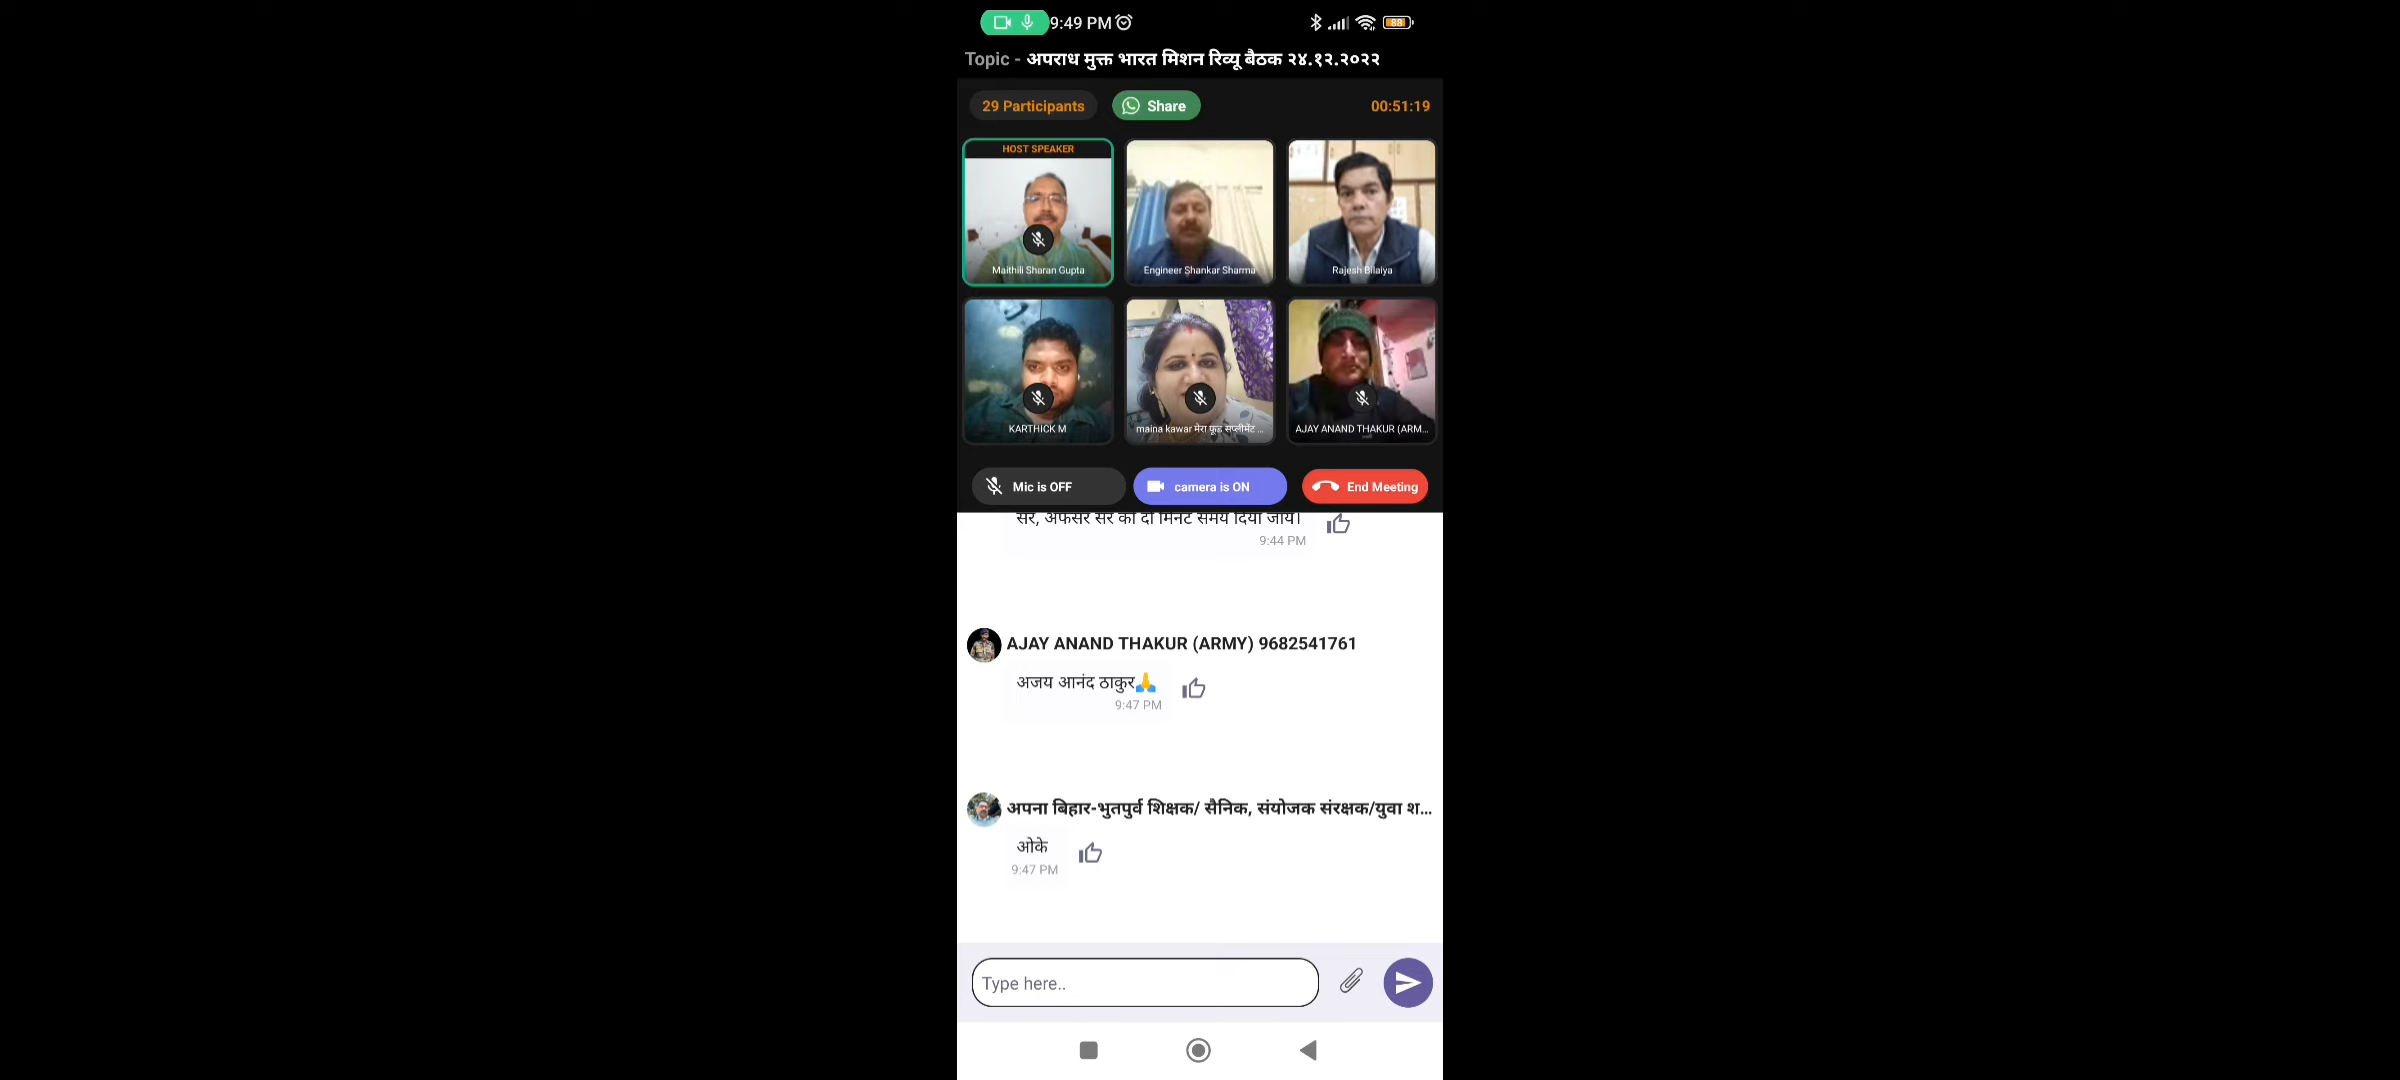 9:49 PM
88
Topic - अपराध मुक्त भारत मिशन रिव्यू बैठक २४.१२.२०२२
29 Participants
Share
00:51:19
HOST SPEAKER
Maithili Sharan Gupta
Engineer Shankar Sharma
Rajesh Bilaiya
KARTHICK M
maina kawar मेरा फूड सप्लीमेंट ...
AJAY ANAND THAKUR (ARM...
Mic is OFF
camera is ON
End Meeting
सर, अफसर सर को दो मिनट समय दिया जाय।
9:44 PM
AJAY ANAND THAKUR (ARMY) 9682541761
अजय आनंद ठाकुर🙏
9:47 PM
अपना बिहार-भुतपुर्व शिक्षक/ सैनिक, संयोजक संरक्षक/युवा श...
ओके
9:47 PM
Type here..